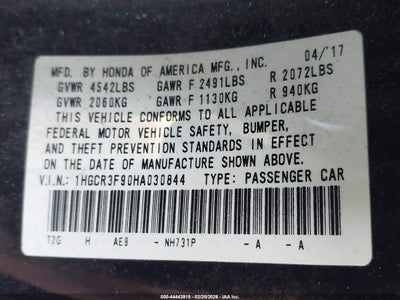 MFD. BY HONDA OF AMERICA MFG., INC. 04/'17
GVWR 4542LBS GAWR F 2491LBS R 2072LBS
GVWR 2060KG GAWR F 1130KG R 940KG
THIS VEHICLE CONFORMS TO ALL APPLICABLE
FEDERAL MOTOR VEHICLE SAFETY, BUMPER,
AND THEFT PREVENTION STANDARDS IN EFFECT
ON THE DATE OF MANUFACTURE SHOWN ABOVE.
V.I.N.: 1HGCR3F90HA030844 TYPE: PASSENGER CAR
T2G H AE9 - NH731P - A - A
000-44443918 - 02/20/2026 - IAA Inc.